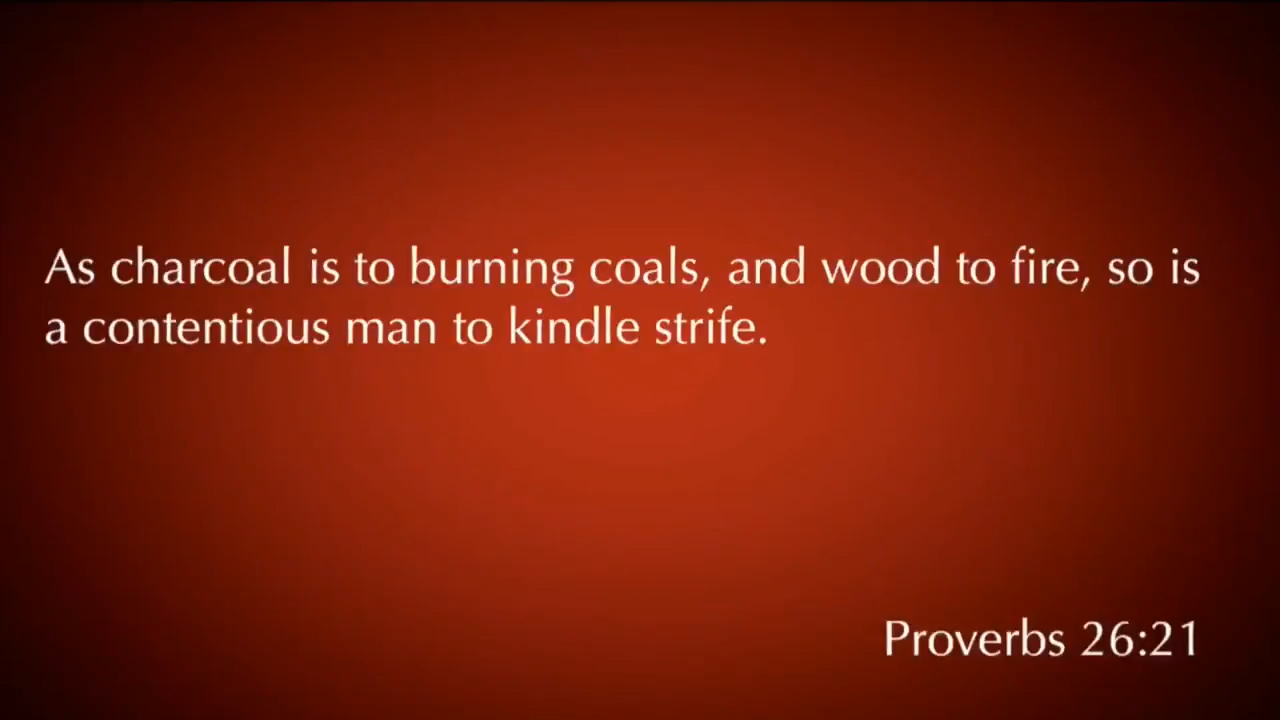 As charcoal is to burning coals, and wood to fire, so is
a contentious man to kindle strife.
Proverbs 26:21